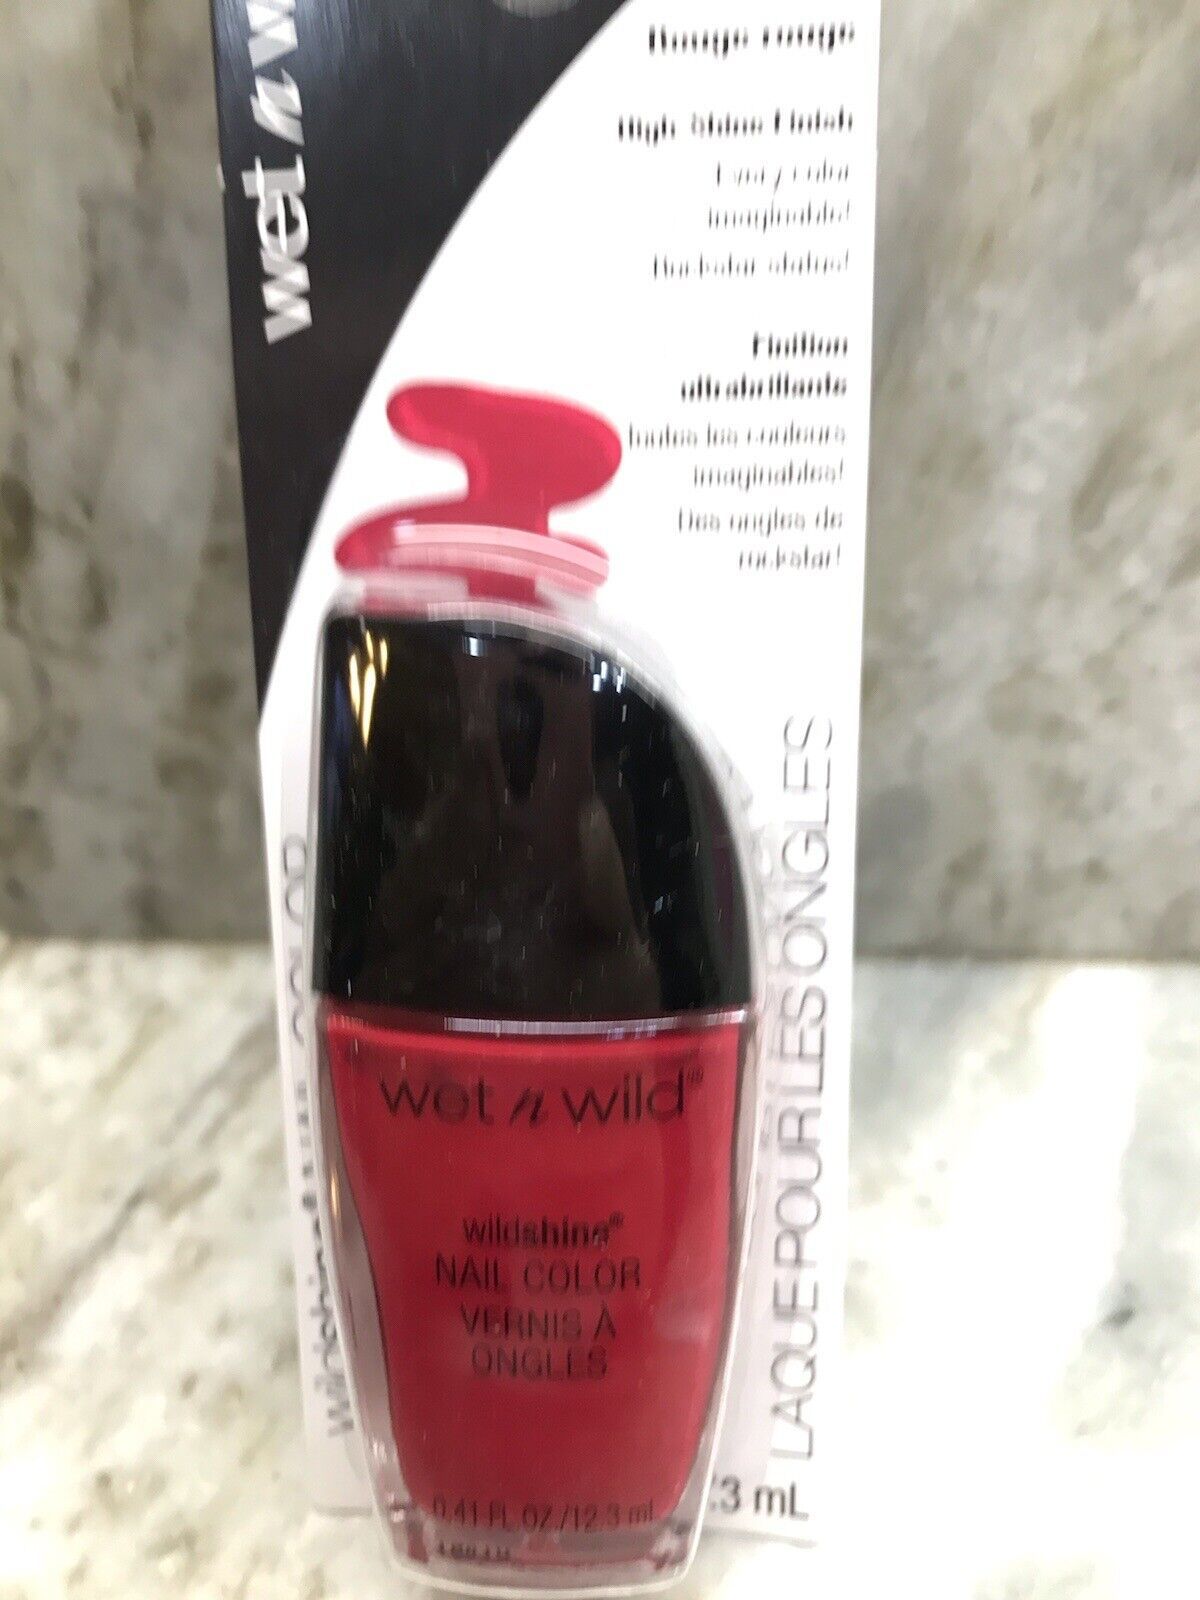 wet n w
Rouge rouge
High Shine Finish
Every color
imaginable!
Rockstar status!
Finition
ultrabrillante
Toutes les couleurs
imaginables!
Des ongles de
rockstar!
wet n wild
wildshine®
NAIL COLOR
VERNIS À
ONGLES
0.41 FL. OZ./12.3 mL
LAQUE POUR LES ONGLES
.3 mL